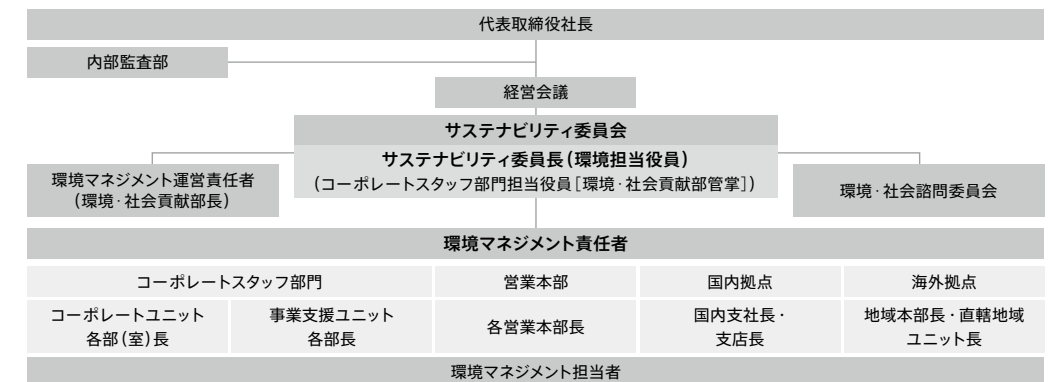 代表取締役社長
内部監査部
経営会議
サステナビリティ委員会
サステナビリティ委員長(環境担当役員)
(コーポレートスタッフ部門担当役員[環境・社会貢献部管掌])
環境マネジメント運営責任者
(環境・社会貢献部長)
環境・社会諮問委員会
環境マネジメント責任者
コーポレートスタッフ部門
営業本部
国内拠点
海外拠点
コーポレートユニット
各部(室)長
事業支援ユニット
各部長
各営業本部長
国内支社長・
支店長
地域本部長・直轄地域
ユニット長
環境マネジメント担当者